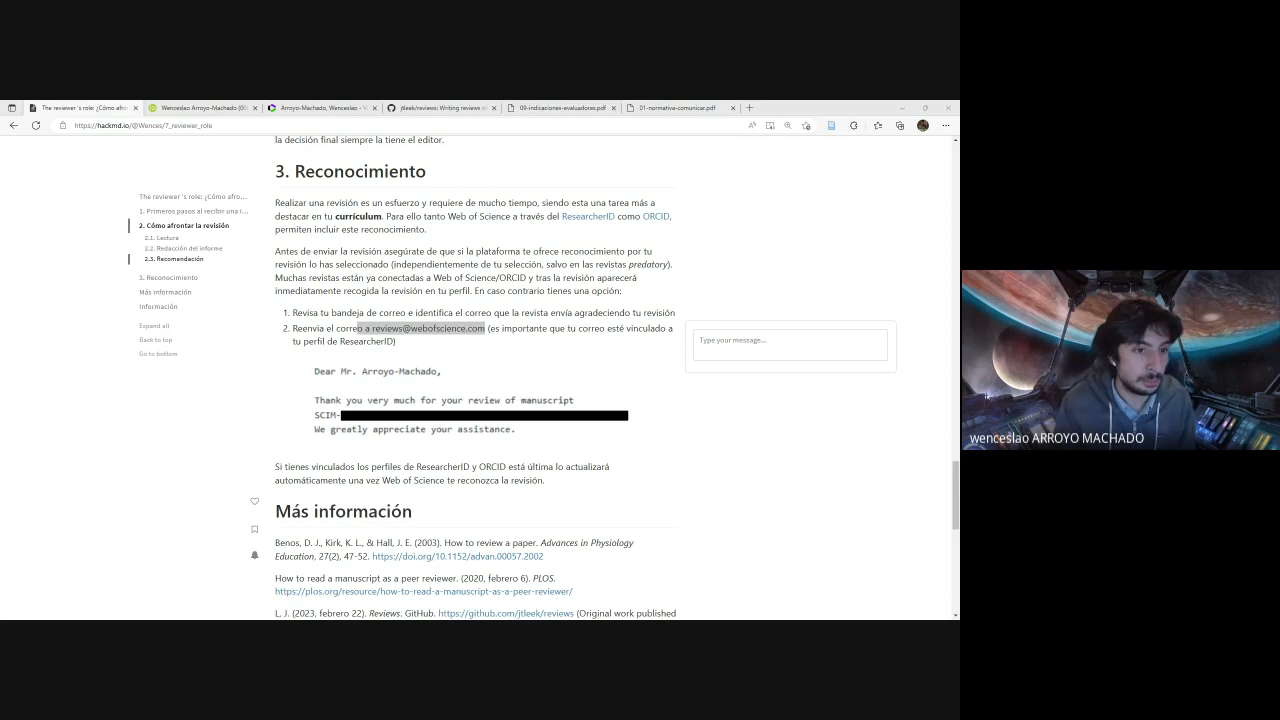 The reviewer 's role: ¿Cómo afro
Wenceslao Arroyo-Machado (00
Arroyo-Machado, Wenceslao - 
jtleek/reviews: Writing reviews o
09-indicaciones-evaluadores.pdf
01-normativa-comunicar.pdf
https://hackmd.io/@Wences/7_reviewer_role
la decisión final siempre la tiene el editor.
The reviewer 's role: ¿Cómo afro...
1. Primeros pasos al recibir una i...
2. Cómo afrontar la revisión
2.1. Lectura
2.2. Redacción del informe
2.3. Recomendación
3. Reconocimiento
Más información
Información
Expand all
Back to top
Go to bottom
3. Reconocimiento
Realizar una revisión es un esfuerzo y requiere de mucho tiempo, siendo esta una tarea más a
destacar en tu currículum. Para ello tanto Web of Science a través del ResearcherID como ORCID,
permiten incluir este reconocimiento.
Antes de enviar la revisión asegúrate de que si la plataforma te ofrece reconocimiento por tu
revisión lo has seleccionado (independientemente de tu selección, salvo en las revistas predatory).
Muchas revistas están ya conectadas a Web of Science/ORCID y tras la revisión aparecerá
inmediatamente recogida la revisión en tu perfil. En caso contrario tienes una opción:
1. Revisa tu bandeja de correo e identifica el correo que la revista envía agradeciendo tu revisión
2. Reenvia el correo a reviews@webofscience.com (es importante que tu correo esté vinculado a
tu perfil de ResearcherID)
Dear Mr. Arroyo-Machado,
Thank you very much for your review of manuscript
SCIM-
We greatly appreciate your assistance.
Si tienes vinculados los perfiles de ResearcherID y ORCID está última lo actualizará
automáticamente una vez Web of Science te reconozca la revisión.
Más información
Benos, D. J., Kirk, K. L., & Hall, J. E. (2003). How to review a paper. Advances in Physiology
Education, 27(2), 47-52. https://doi.org/10.1152/advan.00057.2002
How to read a manuscript as a peer reviewer. (2020, febrero 6). PLOS.
https://plos.org/resource/how-to-read-a-manuscript-as-a-peer-reviewer/
L, J. (2023, febrero 22). Reviews. GitHub. https://github.com/jtleek/reviews (Original work published
Type your message...
wenceslao ARROYO MACHADO